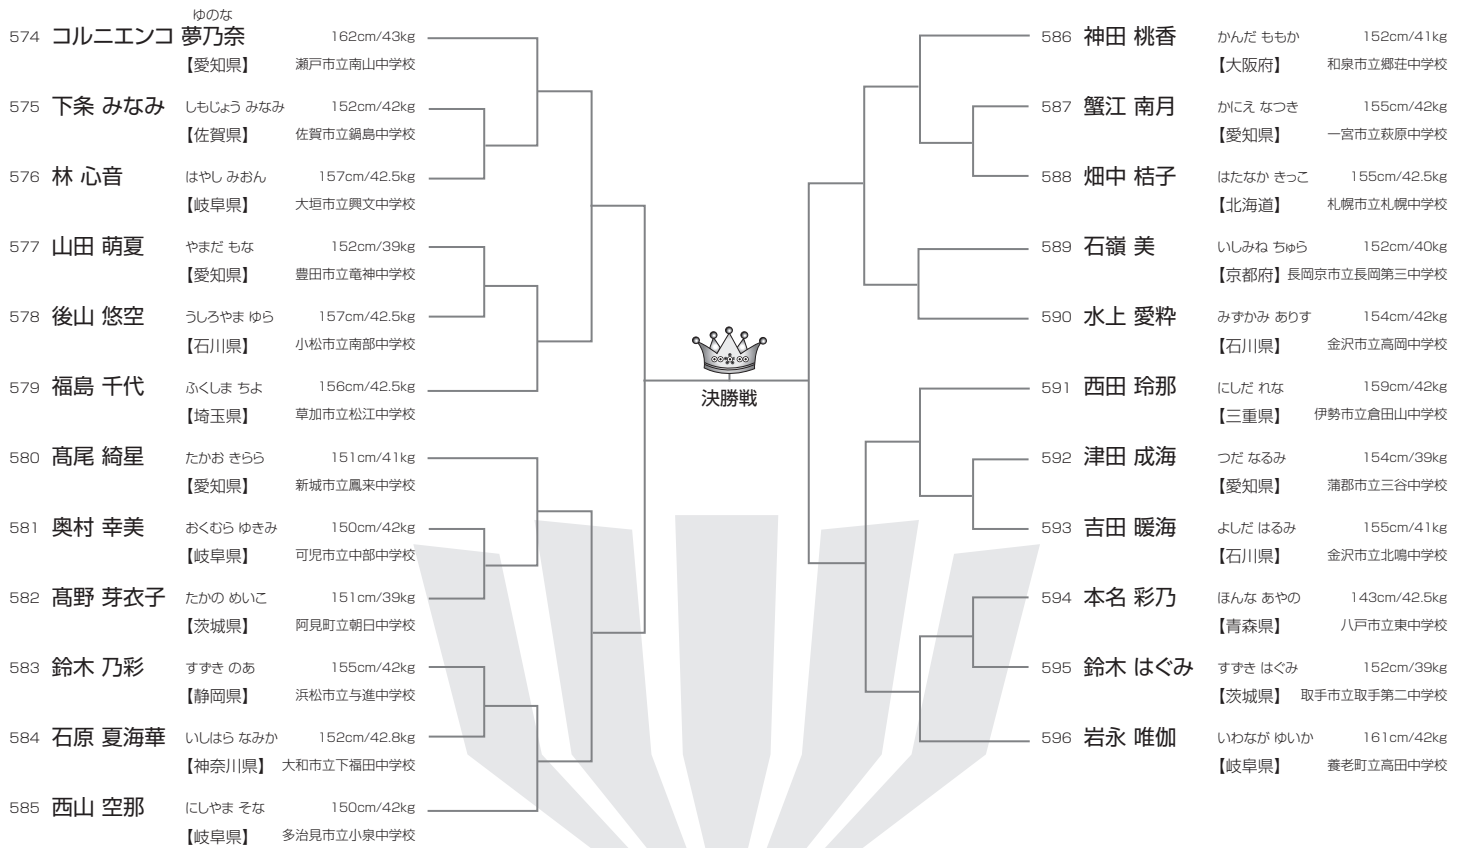 ゆのな
574 コルニエンコ 夢乃奈 162cm/43kg
【愛知県】 瀬戸市立南山中学校
575 下条 みなみ しもじょう みなみ 152cm/42kg
【佐賀県】 佐賀市立鍋島中学校
576 林 心音 はやし みおん 157cm/42.5kg
【岐阜県】 大垣市立興文中学校
577 山田 萌夏 やまだ もな 152cm/39kg
【愛知県】 豊田市立竜神中学校
578 後山 悠空 うしろやま ゆら 157cm/42.5kg
【石川県】 小松市立南部中学校
579 福島 千代 ふくしま ちよ 156cm/42.5kg
【埼玉県】 草加市立松江中学校
580 髙尾 綺星 たかお きらら 151cm/41kg
【愛知県】 新城市立鳳来中学校
581 奥村 幸美 おくむら ゆきみ 150cm/42kg
【岐阜県】 可児市立中部中学校
582 髙野 芽衣子 たかの めいこ 151cm/39kg
【茨城県】 阿見町立朝日中学校
583 鈴木 乃彩 すずき のあ 155cm/42kg
【静岡県】 浜松市立与進中学校
584 石原 夏海華 いしはら なみか 152cm/42.8kg
【神奈川県】 大和市立下福田中学校
585 西山 空那 にしやま そな 150cm/42kg
【岐阜県】 多治見市立小泉中学校
決勝戦
586 神田 桃香 かんだ ももか 152cm/41kg
【大阪府】 和泉市立郷荘中学校
587 蟹江 南月 かにえ なつき 155cm/42kg
【愛知県】 一宮市立萩原中学校
588 畑中 桔子 はたなか きっこ 155cm/42.5kg
【北海道】 札幌市立札幌中学校
589 石嶺 美 いしみね ちゅら 152cm/40kg
【京都府】 長岡京市立長岡第三中学校
590 水上 愛粋 みずかみ ありす 154cm/42kg
【石川県】 金沢市立高岡中学校
591 西田 玲那 にしだ れな 159cm/42kg
【三重県】 伊勢市立倉田山中学校
592 津田 成海 つだ なるみ 154cm/39kg
【愛知県】 蒲郡市立三谷中学校
593 吉田 暖海 よしだ はるみ 155cm/41kg
【石川県】 金沢市立北鳴中学校
594 本名 彩乃 ほんな あやの 143cm/42.5kg
【青森県】 八戸市立東中学校
595 鈴木 はぐみ すずき はぐみ 152cm/39kg
【茨城県】 取手市立取手第二中学校
596 岩永 唯伽 いわなが ゆいか 161cm/42kg
【岐阜県】 養老町立高田中学校